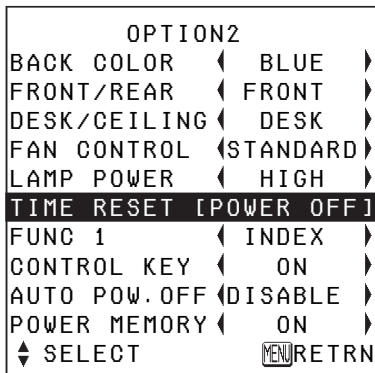 OPTION2
BACK COLOR BLUE
FRONT/REAR FRONT
DESK/CEILING DESK
FAN CONTROL STANDARD
LAMP POWER HIGH
TIME RESET [POWER OFF]
FUNC 1 INDEX
CONTROL KEY ON
AUTO POW.OFF DISABLE
POWER MEMORY ON
SELECT MENU RETRN